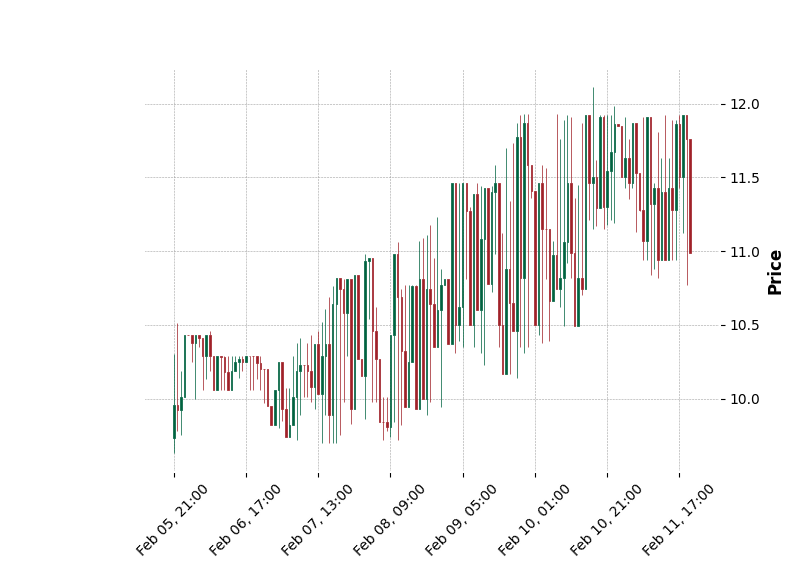 12.0
11.5
11.0
10.5
10.0
Price
Feb 05, 21:00
Feb 06, 17:00
Feb 07, 13:00
Feb 08, 09:00
Feb 09, 05:00
Feb 10, 01:00
Feb 10, 21:00
Feb 11, 17:00